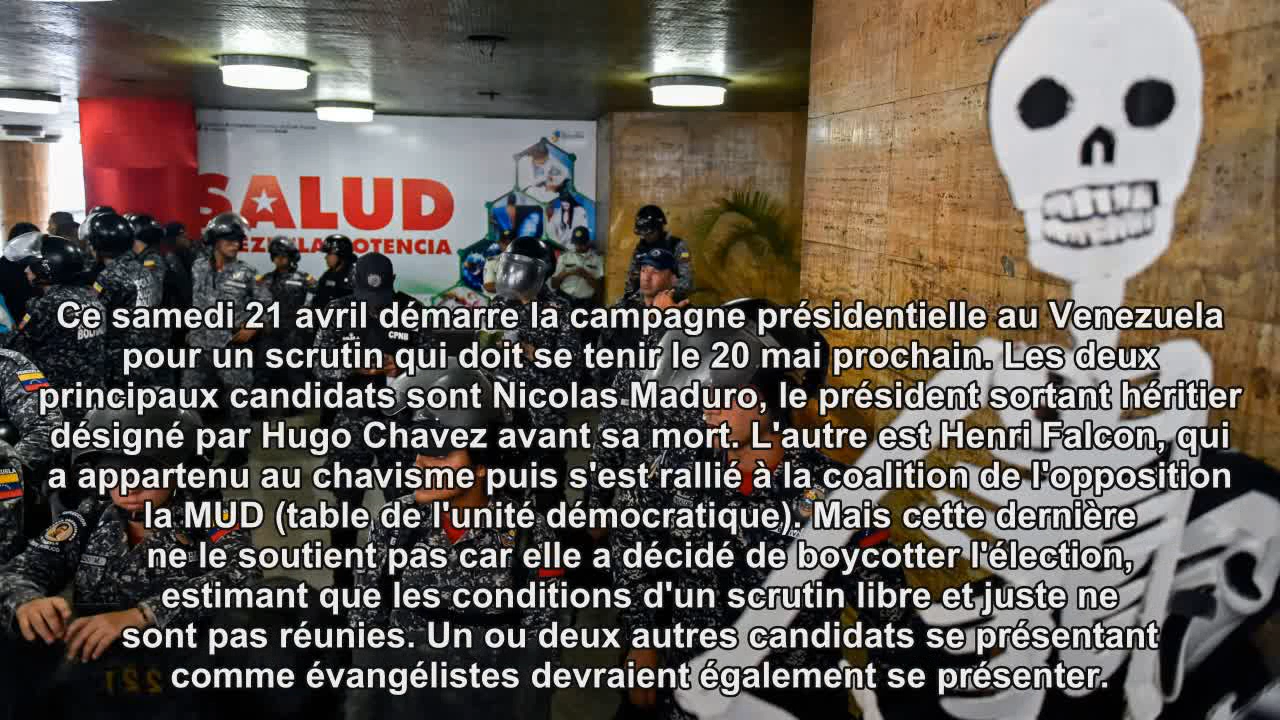 SALUD
POTENCIA
CPNB
Ce samedi 21 avril démarre la campagne présidentielle au Venezuela
pour un scrutin qui doit se tenir le 20 mai prochain. Les deux
principaux candidats sont Nicolas Maduro, le président sortant héritier
désigné par Hugo Chavez avant sa mort. L'autre est Henri Falcon, qui
a appartenu au chavisme puis s'est rallié à la coalition de l'opposition
la MUD (table de l'unité démocratique). Mais cette dernière
ne le soutient pas car elle a décidé de boycotter l'élection,
estimant que les conditions d'un scrutin libre et juste ne
sont pas réunies. Un ou deux autres candidats se présentant
comme évangélistes devraient également se présenter.